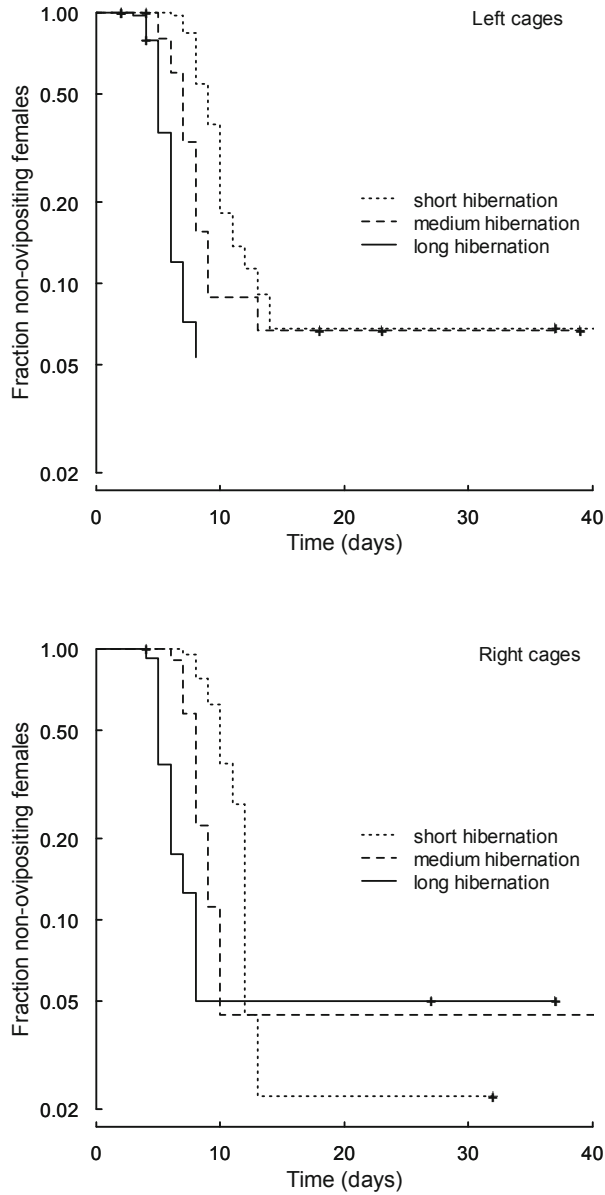 Left cages
1.00
0.50
0.20
0.10
0.05
0.02
Fraction non-ovipositing females
short hibernation
medium hibernation
long hibernation
0 10 20 30 40
Time (days)
Right cages
1.00
0.50
0.20
0.10
0.05
0.02
Fraction non-ovipositing females
short hibernation
medium hibernation
long hibernation
0 10 20 30 40
Time (days)